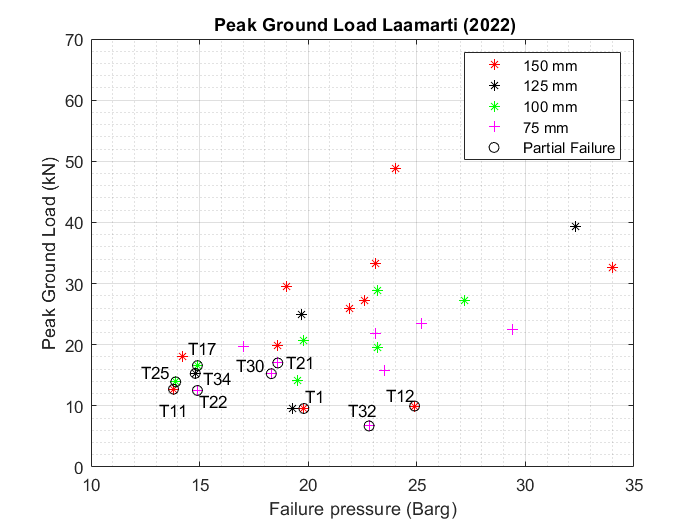 Peak Ground Load Laamarti (2022)
Peak Ground Load (kN)
70
60
50
40
30
20
10
0
150 mm
125 mm
100 mm
75 mm
Partial Failure
T17
T25
T34
T30
T21
T11
T22
T1
T32
T12
10
15
20
25
30
35
Failure pressure (Barg)